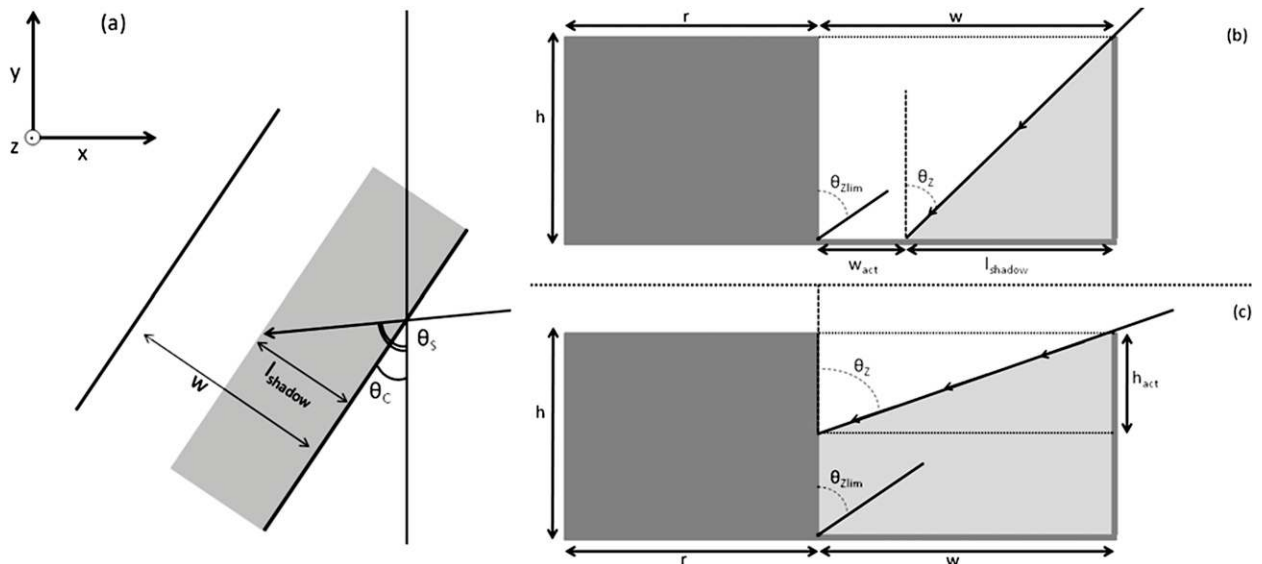 (a)
y
z
x
w
l_shadow
θ_S
θ_C
r
w
(b)
h
θ_Zlim
θ_Z
w_act
l_shadow
(c)
h
θ_Z
h_act
θ_Zlim
r
w